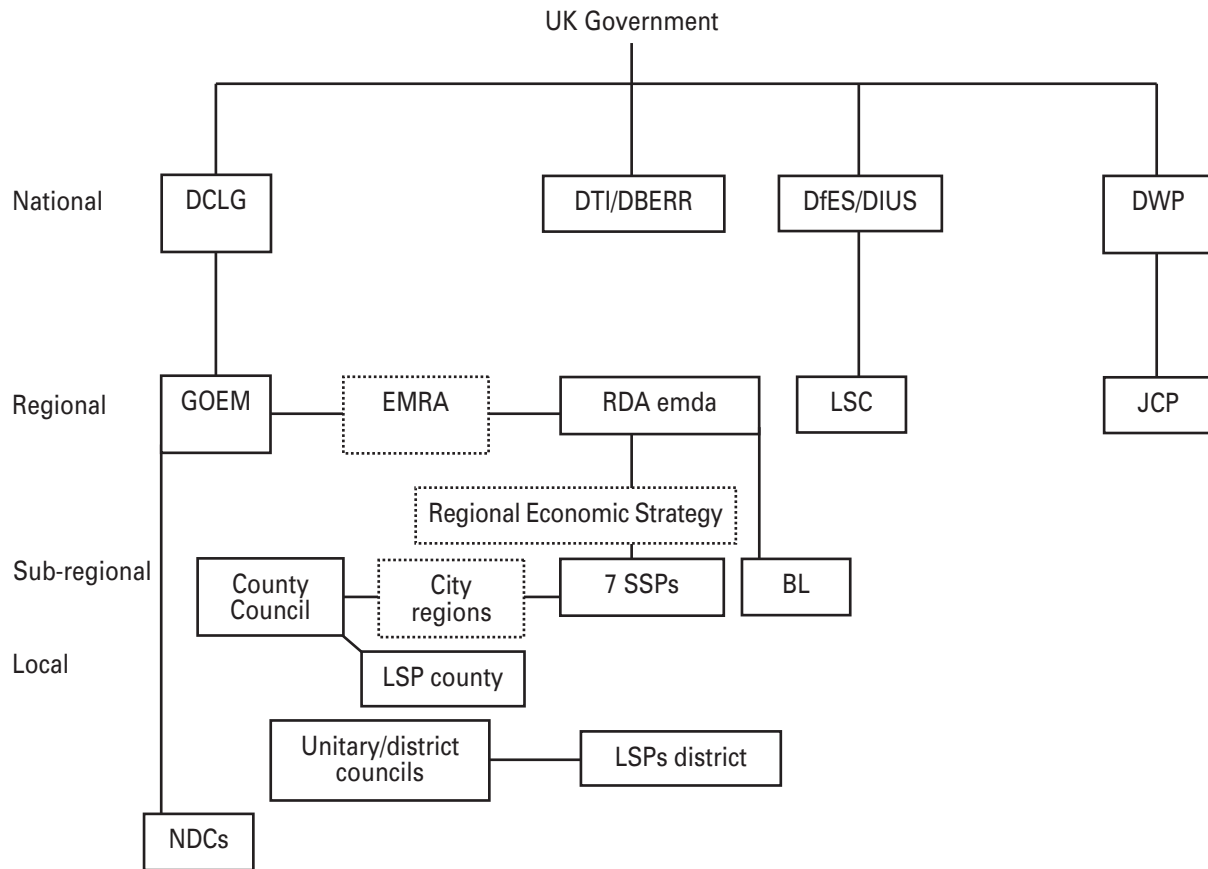 UK Government
National
DCLG
DTI/DBERR
DfES/DIUS
DWP
Regional
GOEM
EMRA
RDA emda
LSC
JCP
Regional Economic Strategy
Sub-regional
County
Council
City
regions
7 SSPs
BL
Local
LSP county
Unitary/district
councils
LSPs district
NDCs